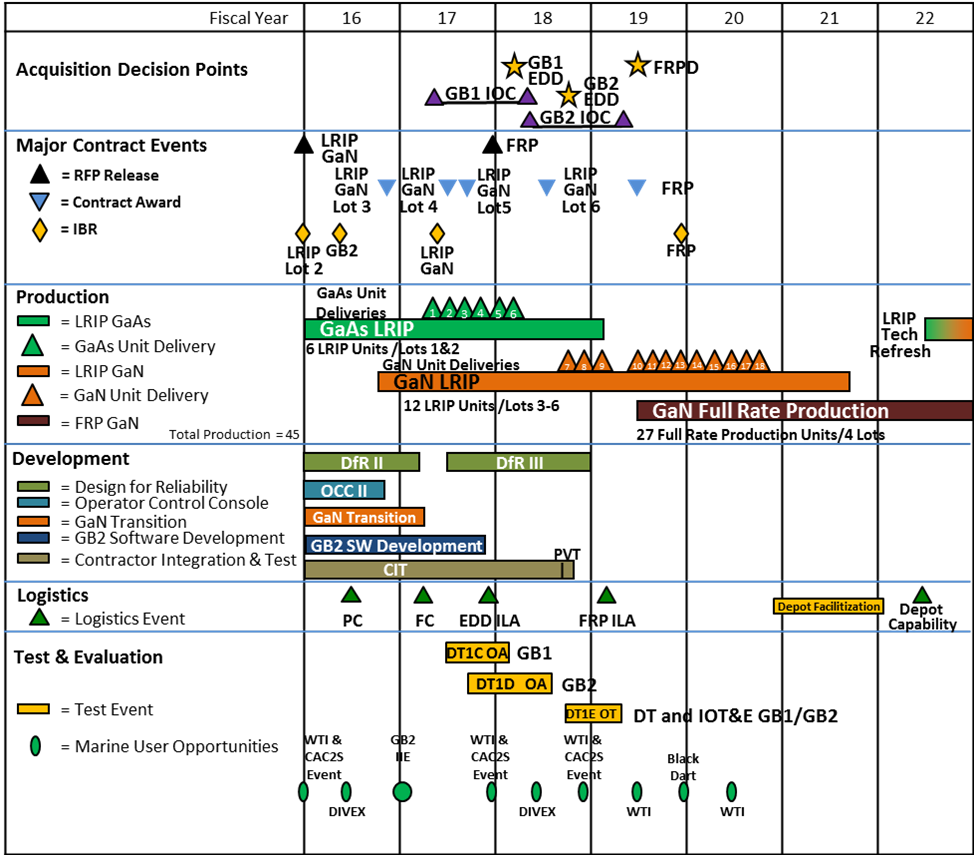 Fiscal Year 16 17 18 19 20 21 22
Acquisition Decision Points
GB1
EDD
FRPD
GB2
EDD
GB1 IOC
GB2 IOC
Major Contract Events
LRIP
GaN
FRP
= RFP Release
LRIP
GaN
Lot 3
LRIP
GaN
Lot 4
LRIP
GaN
Lot5
LRIP
GaN
Lot 6
FRP
= Contract Award
= IBR
LRIP
Lot 2
GB2
LRIP
GaN
FRP
Production
GaAs Unit
Deliveries
1 2 3 4 5 6
= LRIP GaAs
GaAs LRIP
LRIP
Tech
Refresh
= GaAs Unit Delivery
6 LRIP Units /Lots 1&2
GaN Unit Deliveries
7 8 9 10 11 12 13 14 15 16 17 18
= LRIP GaN
GaN LRIP
= GaN Unit Delivery
12 LRIP Units /Lots 3-6
GaN Full Rate Production
= FRP GaN
Total Production = 45
27 Full Rate Production Units/4 Lots
Development
DfR II
DfR III
= Design for Reliability
OCC II
= Operator Control Console
GaN Transition
= GaN Transition
GB2 SW Development
= GB2 Software Development
PVT
= Contractor Integration & Test
CIT
Logistics
= Logistics Event
PC
FC
EDD ILA
FRP ILA
Depot Facilitization
Depot
Capability
Test & Evaluation
DT1C OA
GB1
DT1D OA
GB2
= Test Event
DT1E OT
DT and IOT&E GB1/GB2
= Marine User Opportunities
WTI &
CAC2S
Event
GB2
IIE
WTI &
CAC2S
Event
WTI &
CAC2S
Event
Black
Dart
DIVEX
DIVEX
WTI
WTI